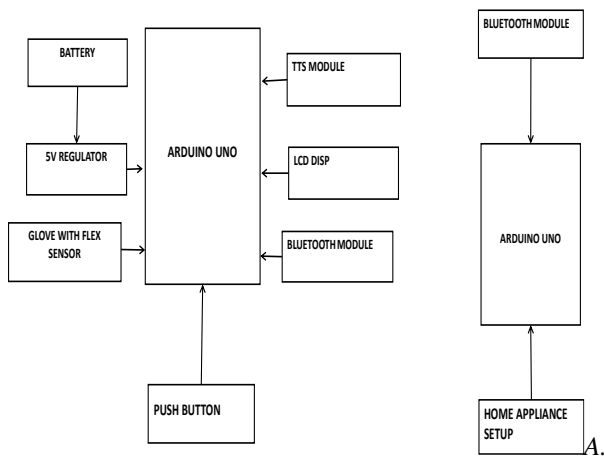 BATTERY
5V REGULATOR
GLOVE WITH FLEX
SENSOR
ARDUINO UNO
TTS MODULE
LCD DISP
BLUETOOTH MODULE
PUSH BUTTON
BLUETOOTH MODULE
ARDUINO UNO
HOME APPLIANCE
SETUP
A.